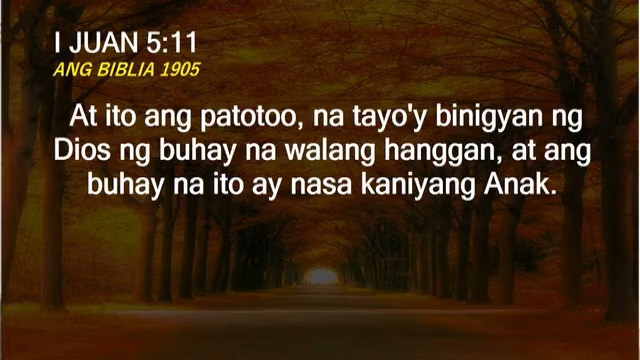 I JUAN 5:11
ANG BIBLIA 1905
At ito ang patotoo, na tayo'y binigyan ng
Dios ng buhay na walang hanggan, at ang
buhay na ito ay nasa kaniyang Anak.